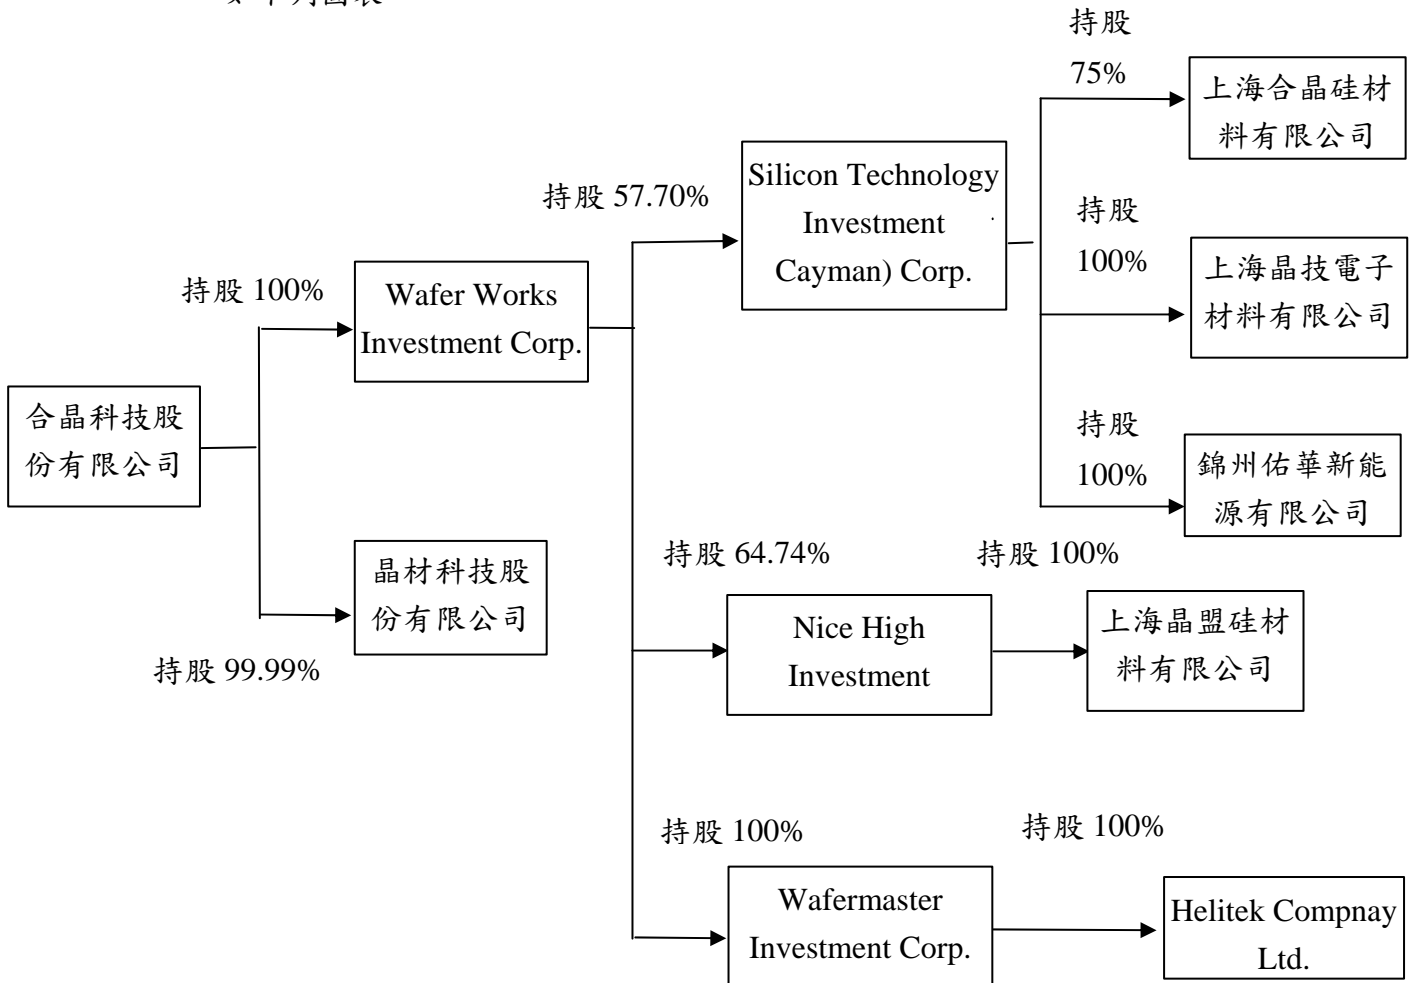 持股
75%
上海合晶硅材
料有限公司
Silicon Technology
Investment
Cayman) Corp.
持股 57.70%
持股
100%
上海晶技電子
材料有限公司
持股 100%
Wafer Works
Investment Corp.
合晶科技股
份有限公司
持股
100%
錦州佑華新能
源有限公司
晶材科技股
份有限公司
持股 99.99%
持股 64.74%
持股 100%
Nice High
Investment
上海晶盟硅材
料有限公司
持股 100%
持股 100%
Wafermaster
Investment Corp.
Helitek Compnay
Ltd.